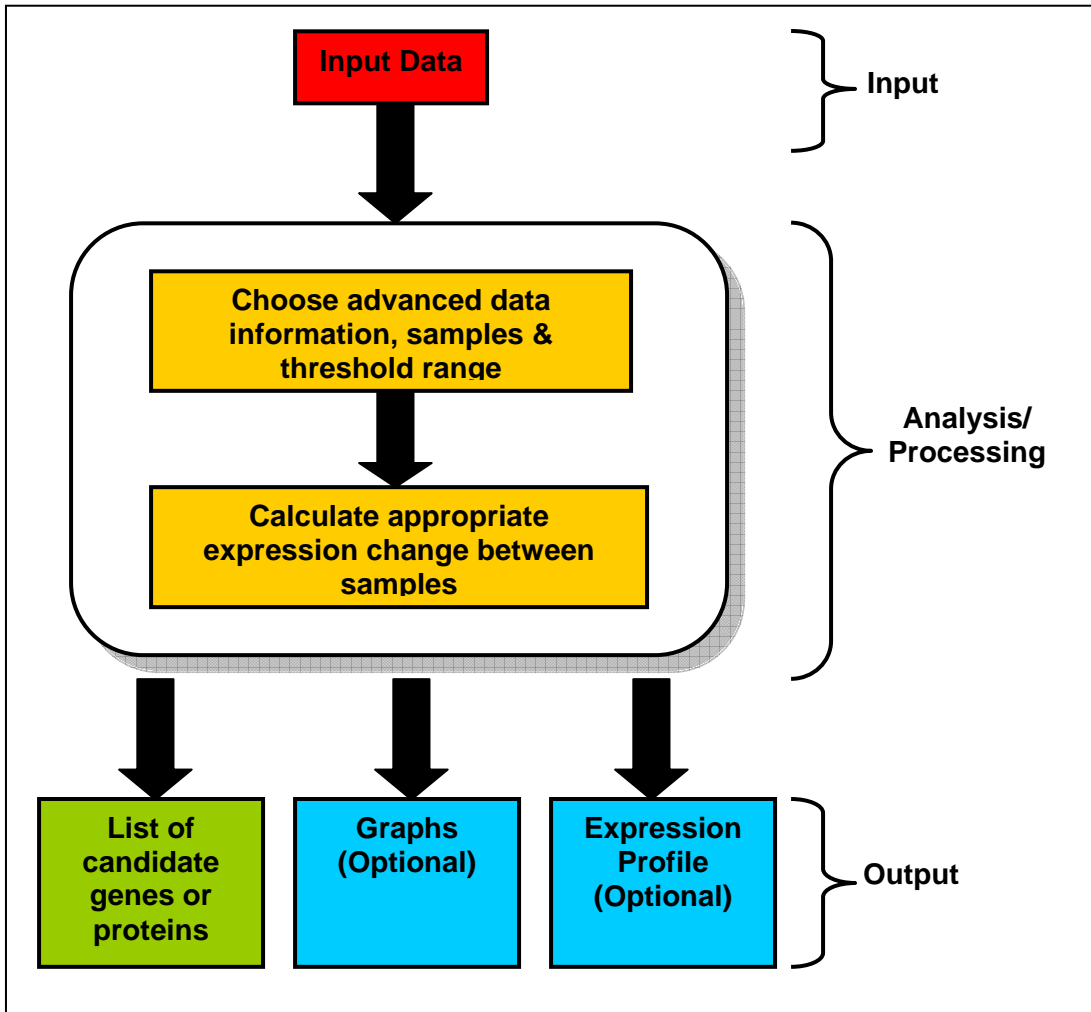 Input Data
Input
Choose advanced data
information, samples &
threshold range
Analysis/
Processing
Calculate appropriate
expression change between
samples
List of
candidate
genes or
proteins
Graphs
(Optional)
Expression
Profile
(Optional)
Output